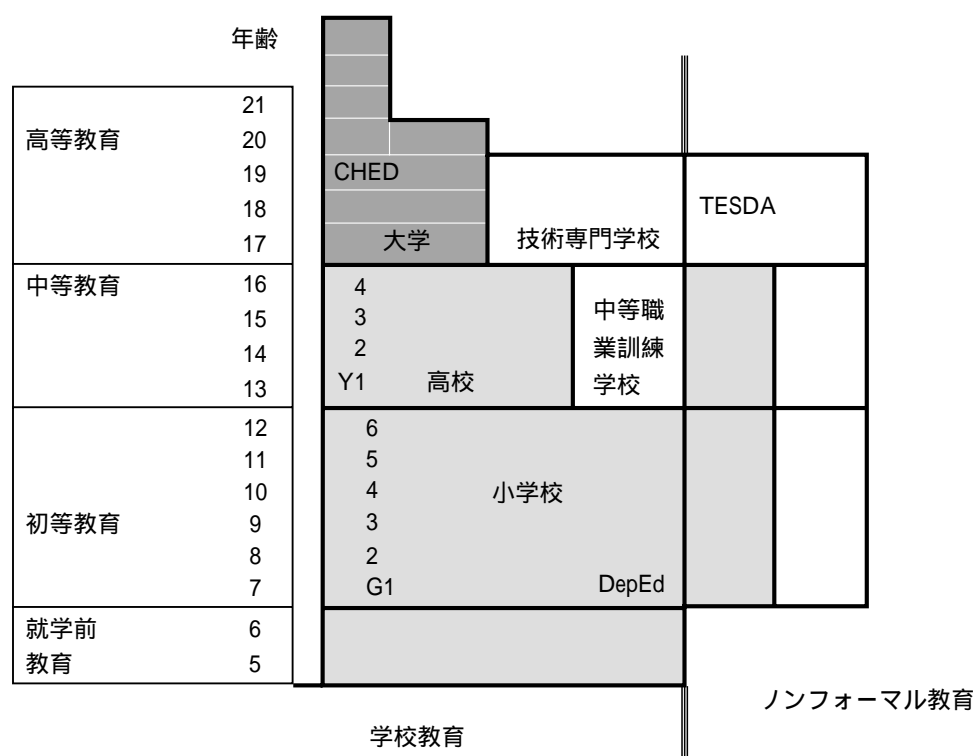 年齢
21
高等教育 20
19 CHED
18 TESDA
17 大学 技術専門学校
中等教育 16 4
15 3 中等職
14 2 業訓練
13 Y1 高校 学校
12 6
11 5
10 4 小学校
初等教育 9 3
8 2
7 G1 DepEd
就学前 6
教育 5
ノンフォーマル教育
学校教育